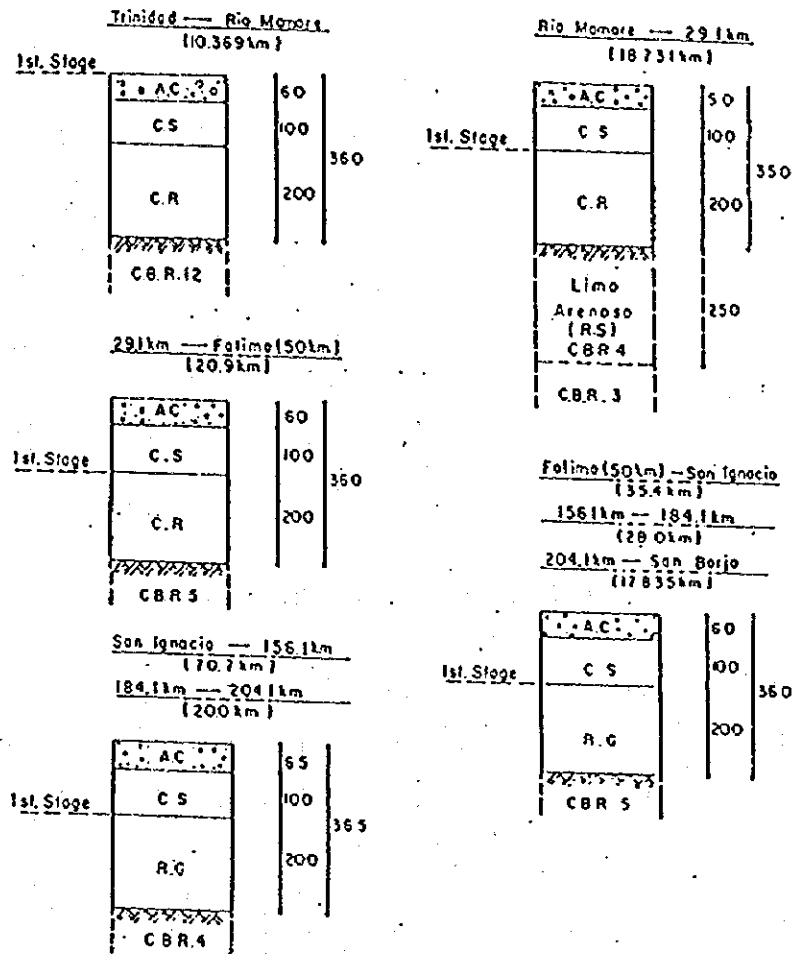 Trinidad — Rio Mamore
(10.369km)
1st. Stage
A.C
C S
C.R
C.B.R.12
60
100
200
360
Rio Mamore — 29.1km
(18.731km)
1st. Stage
A.C
C S
C.R
Limo
Arenoso
(R.S)
CBR 4
C.B.R. 3
50
100
200
350
250
29.1km — Fatima(50km)
(20.9km)
1st. Stage
A.C
C.S
C.R
CBR 5
60
100
200
360
Fatima(50km)—San Ignacio
(35.4km)
156.1km — 184.1km
(28.0km)
204.1km — San Borja
(17.835km)
1st. Stage
A.C
C S
R.G
CBR 5
60
100
200
360
San Ignacio — 156.1km
(70.7km)
184.1km — 204.1km
(20.0km)
1st. Stage
A.C
C S
R.G
C B R.4
65
100
200
365